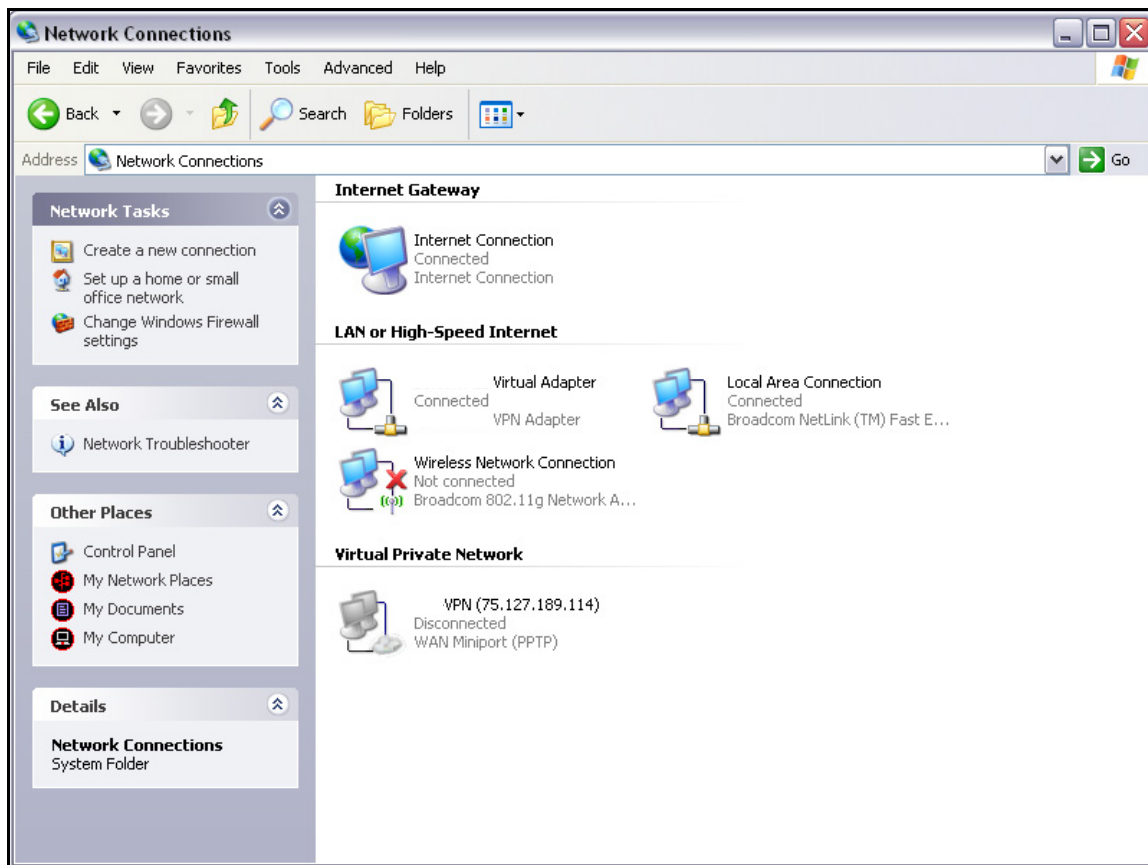 Network Connections
File Edit View Favorites Tools Advanced Help
Back Search Folders
Address Network Connections Go
Network Tasks
Create a new connection
Set up a home or small
office network
Change Windows Firewall
settings
See Also
Network Troubleshooter
Other Places
Control Panel
My Network Places
My Documents
My Computer
Details
Network Connections
System Folder
Internet Gateway
Internet Connection
Connected
Internet Connection
LAN or High-Speed Internet
Virtual Adapter
Connected
VPN Adapter
Local Area Connection
Connected
Broadcom NetLink (TM) Fast E...
Wireless Network Connection
Not connected
Broadcom 802.11g Network A...
Virtual Private Network
VPN (75.127.189.114)
Disconnected
WAN Miniport (PPTP)